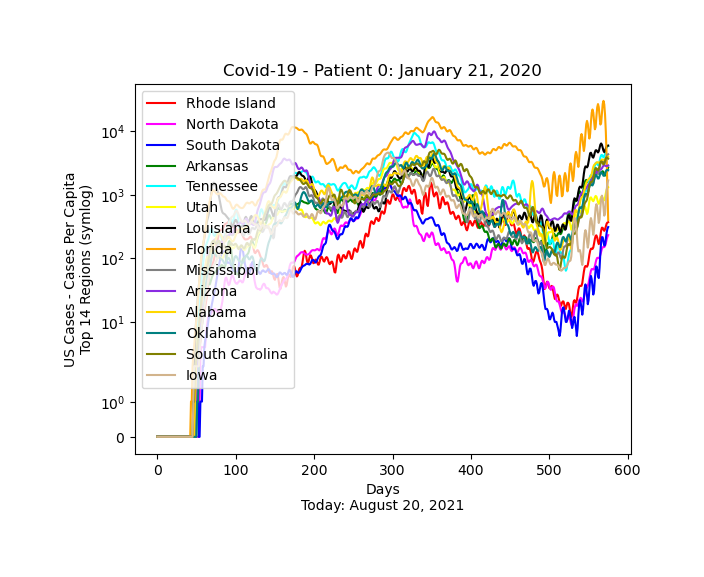 Covid-19 - Patient 0: January 21, 2020
US Cases - Cases Per Capita
Top 14 Regions (symlog)
10^4
10^3
10^2
10^1
10^0
0
Rhode Island
North Dakota
South Dakota
Arkansas
Tennessee
Utah
Louisiana
Florida
Mississippi
Arizona
Alabama
Oklahoma
South Carolina
Iowa
0 100 200 300 400 500 600
Days
Today: August 20, 2021